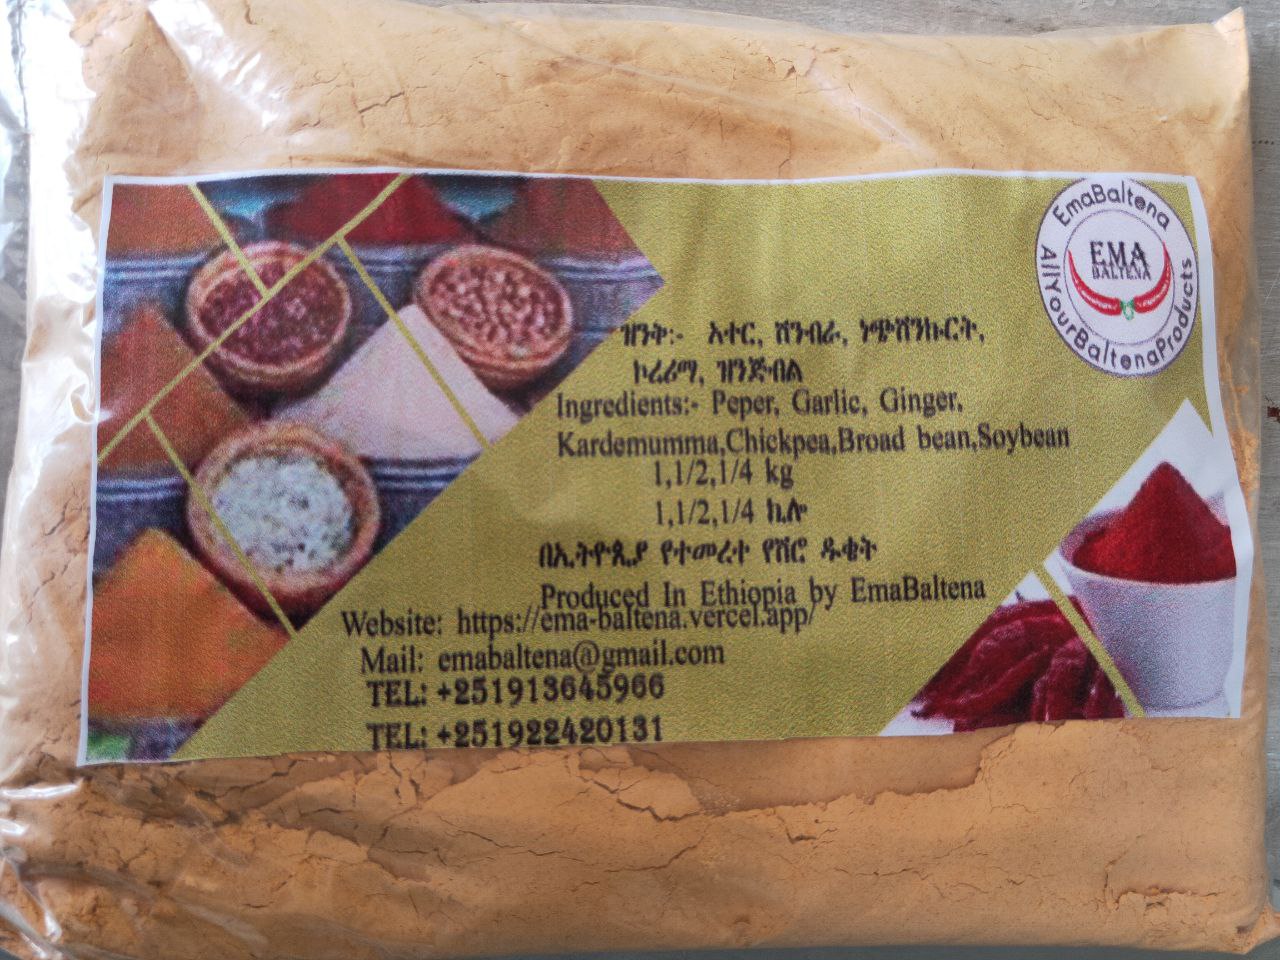 EmaBaltena
EMA
BALTENA
AllYourBaltenaProducts
ዝንቅ:- አተር, ሽንብራ, ነጭሽንኩርት,
ኮረሪማ, ዝንጅብል
Ingredients:- Peper, Garlic, Ginger,
Kardemumma,Chickpea,Broad bean,Soybean
1,1/2,1/4 kg
1,1/2,1/4 ኪሎ
በኢትዮጲያ የተመረተ የሽሮ ዱቄት
Produced In Ethiopia by EmaBaltena
Website: https://ema-baltena.vercel.app/
Mail: emabaltena@gmail.com
TEL: +251913645966
TEL: +251922420131